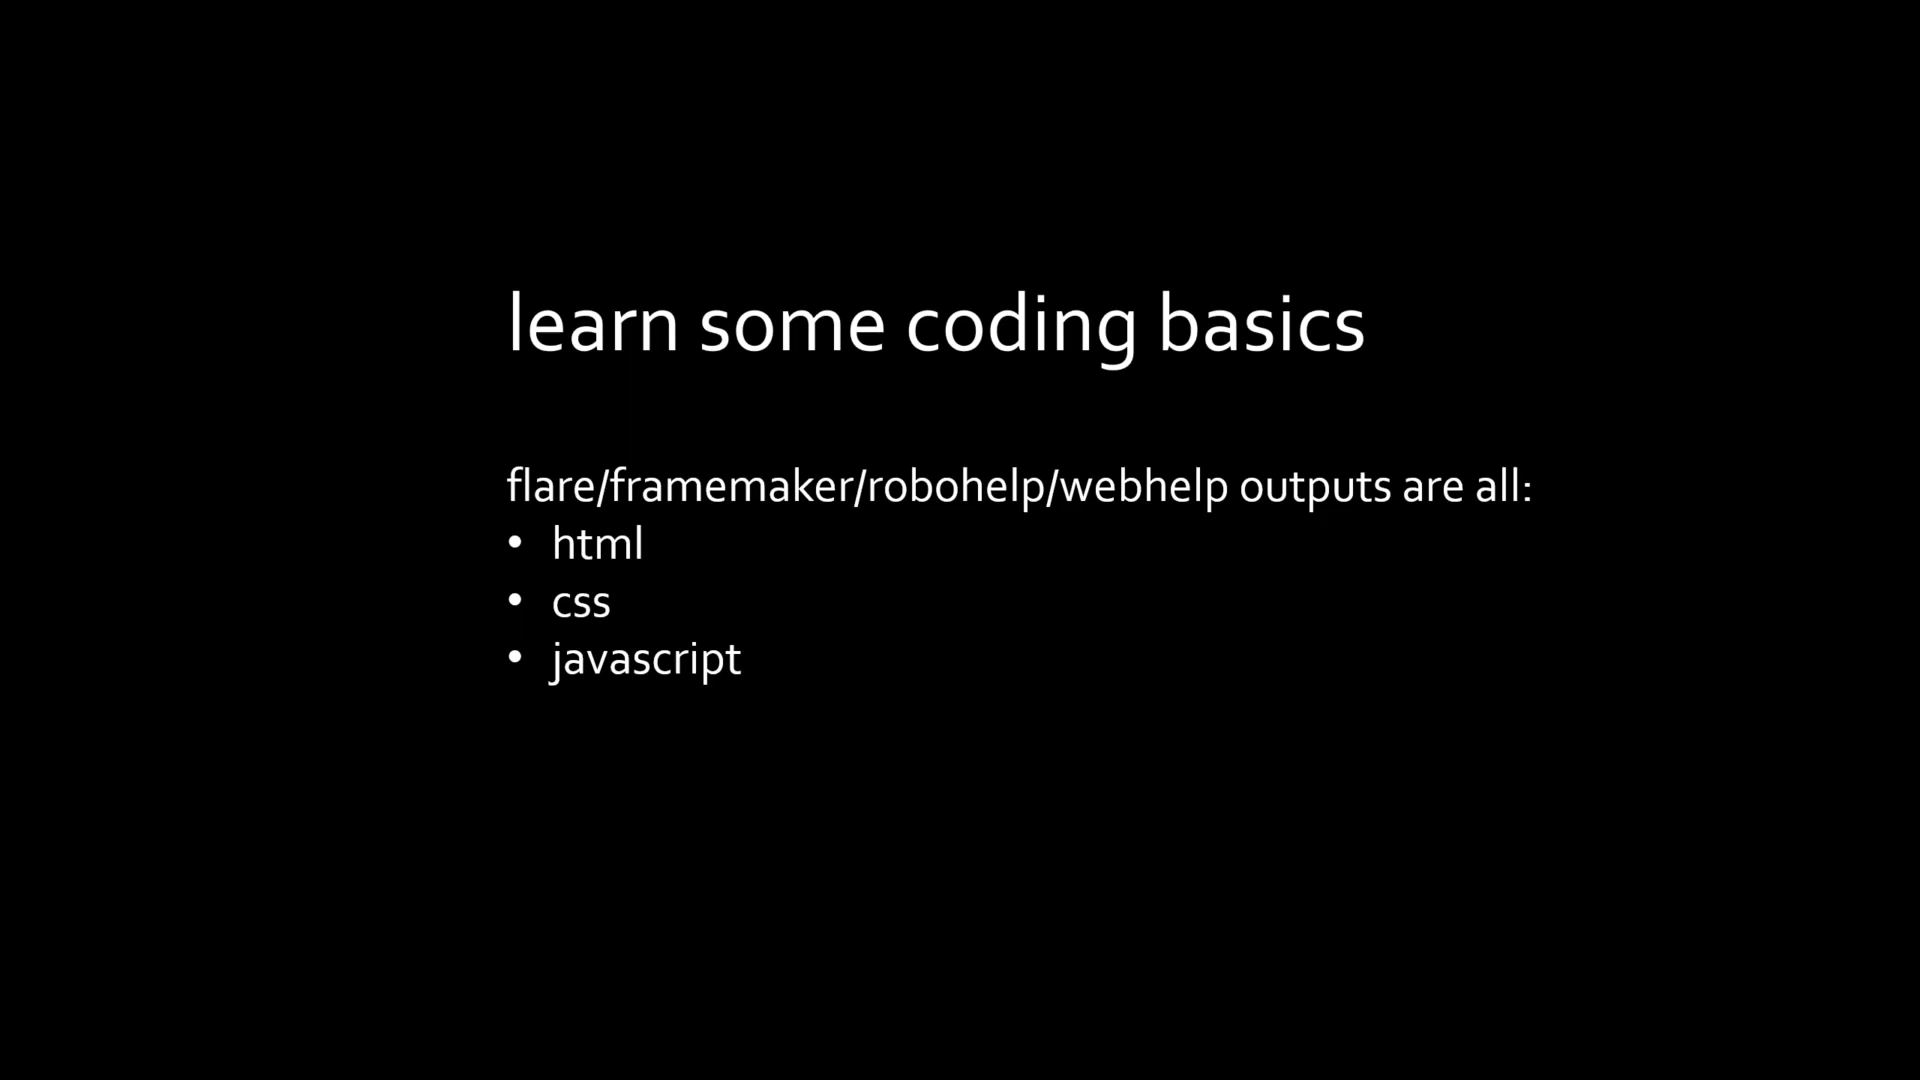 learn some coding basics
flare/framemaker/robohelp/webhelp outputs are all:
• html
• css
• javascript